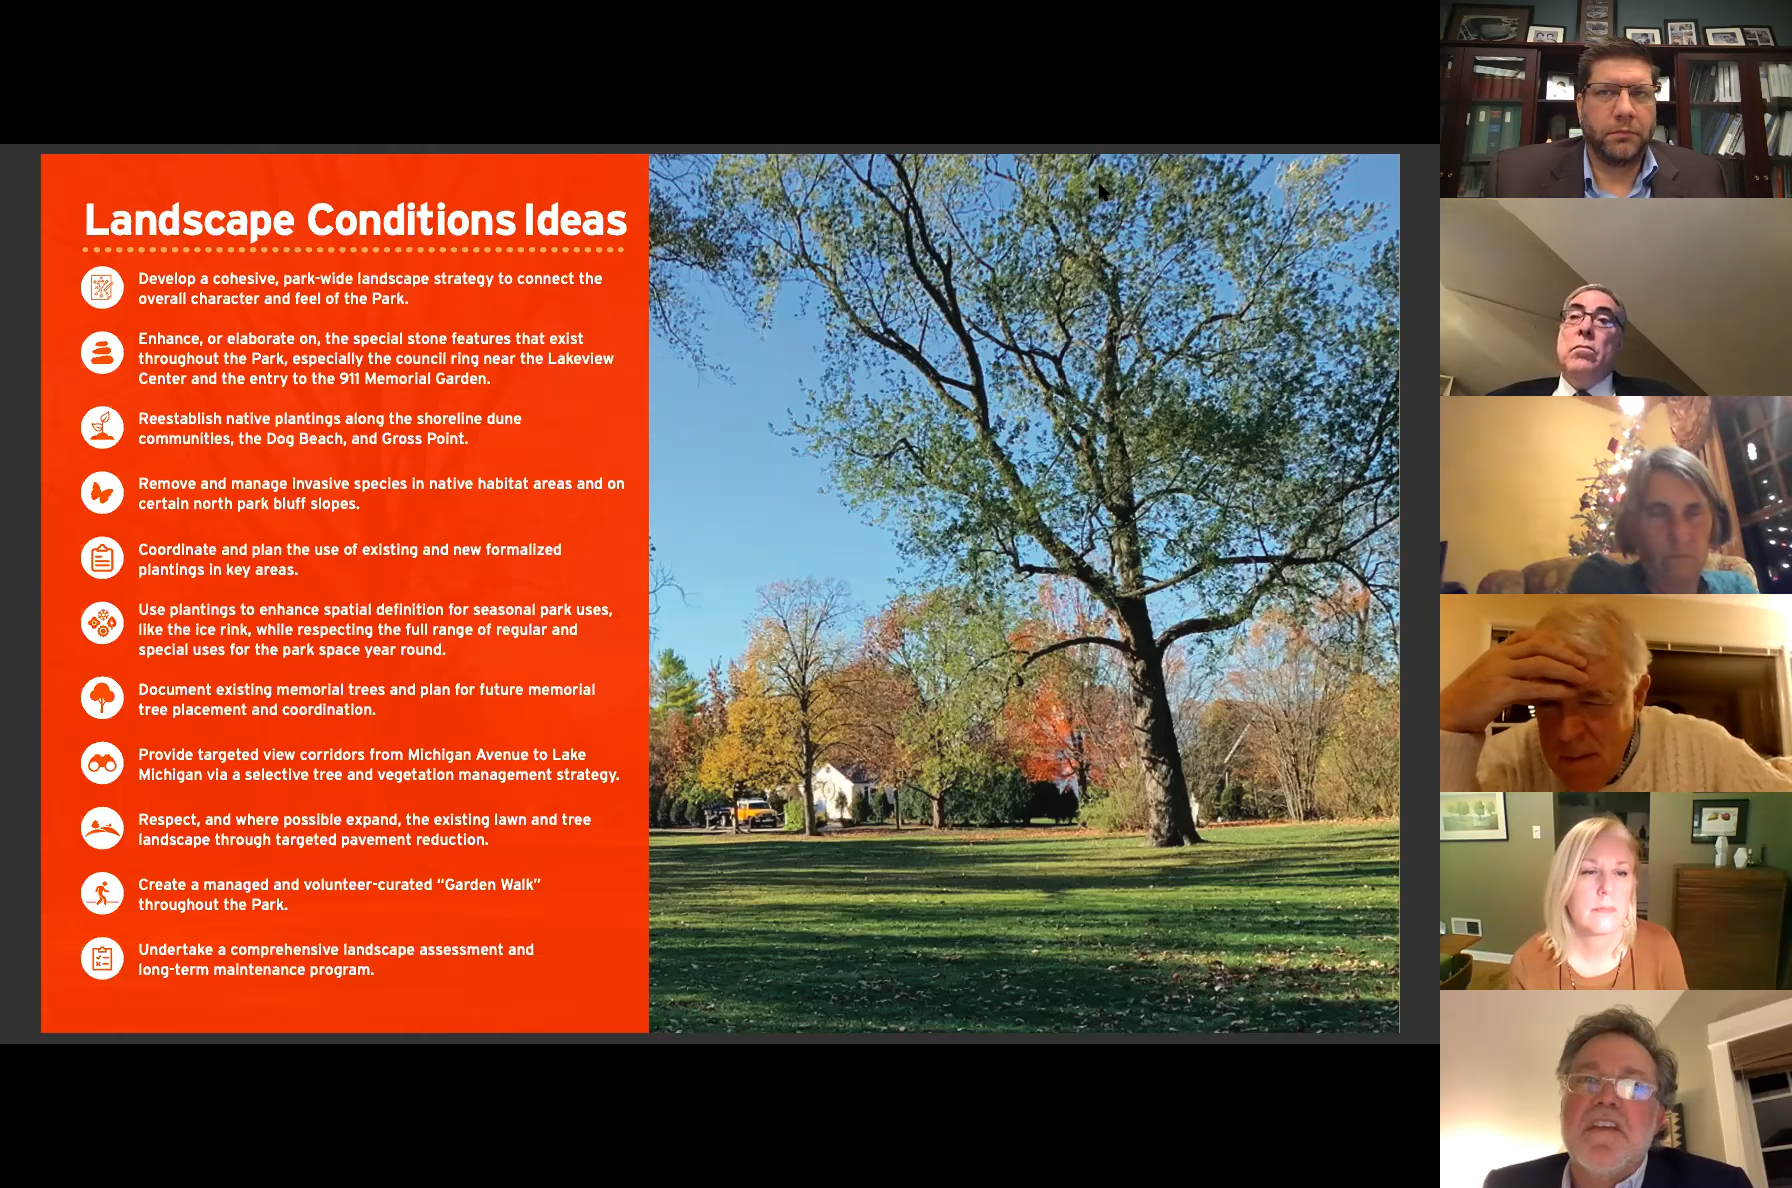 Landscape Conditions Ideas
Develop a cohesive, park-wide landscape strategy to connect the
overall character and feel of the Park.
Enhance, or elaborate on, the special stone features that exist
throughout the Park, especially the council ring near the Lakeview
Center and the entry to the 911 Memorial Garden.
Reestablish native plantings along the shoreline dune
communities, the Dog Beach, and Gross Point.
Remove and manage invasive species in native habitat areas and on
certain north park bluff slopes.
Coordinate and plan the use of existing and new formalized
plantings in key areas.
Use plantings to enhance spatial definition for seasonal park uses,
like the ice rink, while respecting the full range of regular and
special uses for the park space year round.
Document existing memorial trees and plan for future memorial
tree placement and coordination.
Provide targeted view corridors from Michigan Avenue to Lake
Michigan via a selective tree and vegetation management strategy.
Respect, and where possible expand, the existing lawn and tree
landscape through targeted pavement reduction.
Create a managed and volunteer-curated “Garden Walk”
throughout the Park.
Undertake a comprehensive landscape assessment and
long-term maintenance program.